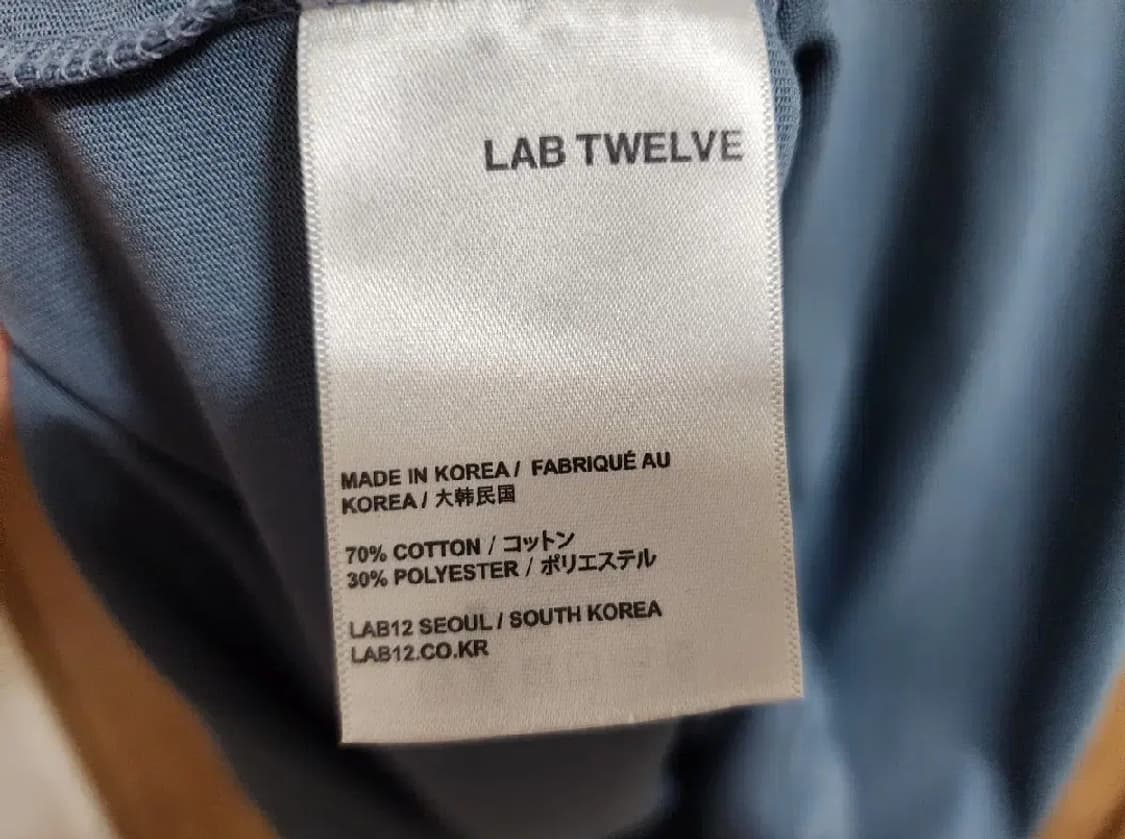 LAB TWELVE
MADE IN KOREA / FABRIQUÉ AU
KOREA / 大韩民国
70% COTTON / コットン
30% POLYESTER / ポリエステル
LAB12 SEOUL / SOUTH KOREA
LAB12.CO.KR